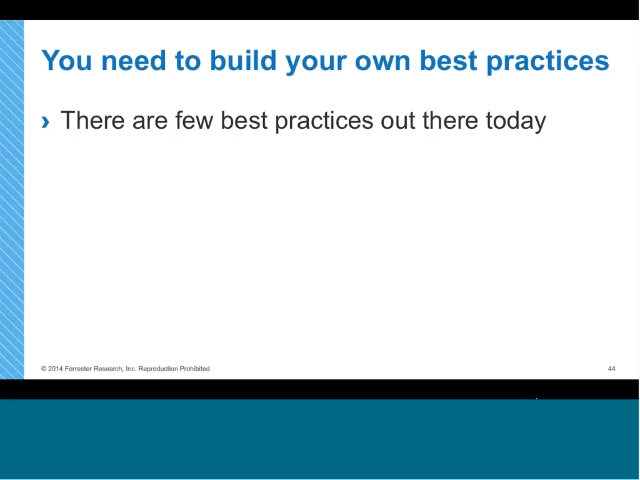 You need to build your own best practices
› There are few best practices out there today
© 2014 Forrester Research, Inc. Reproduction Prohibited
44